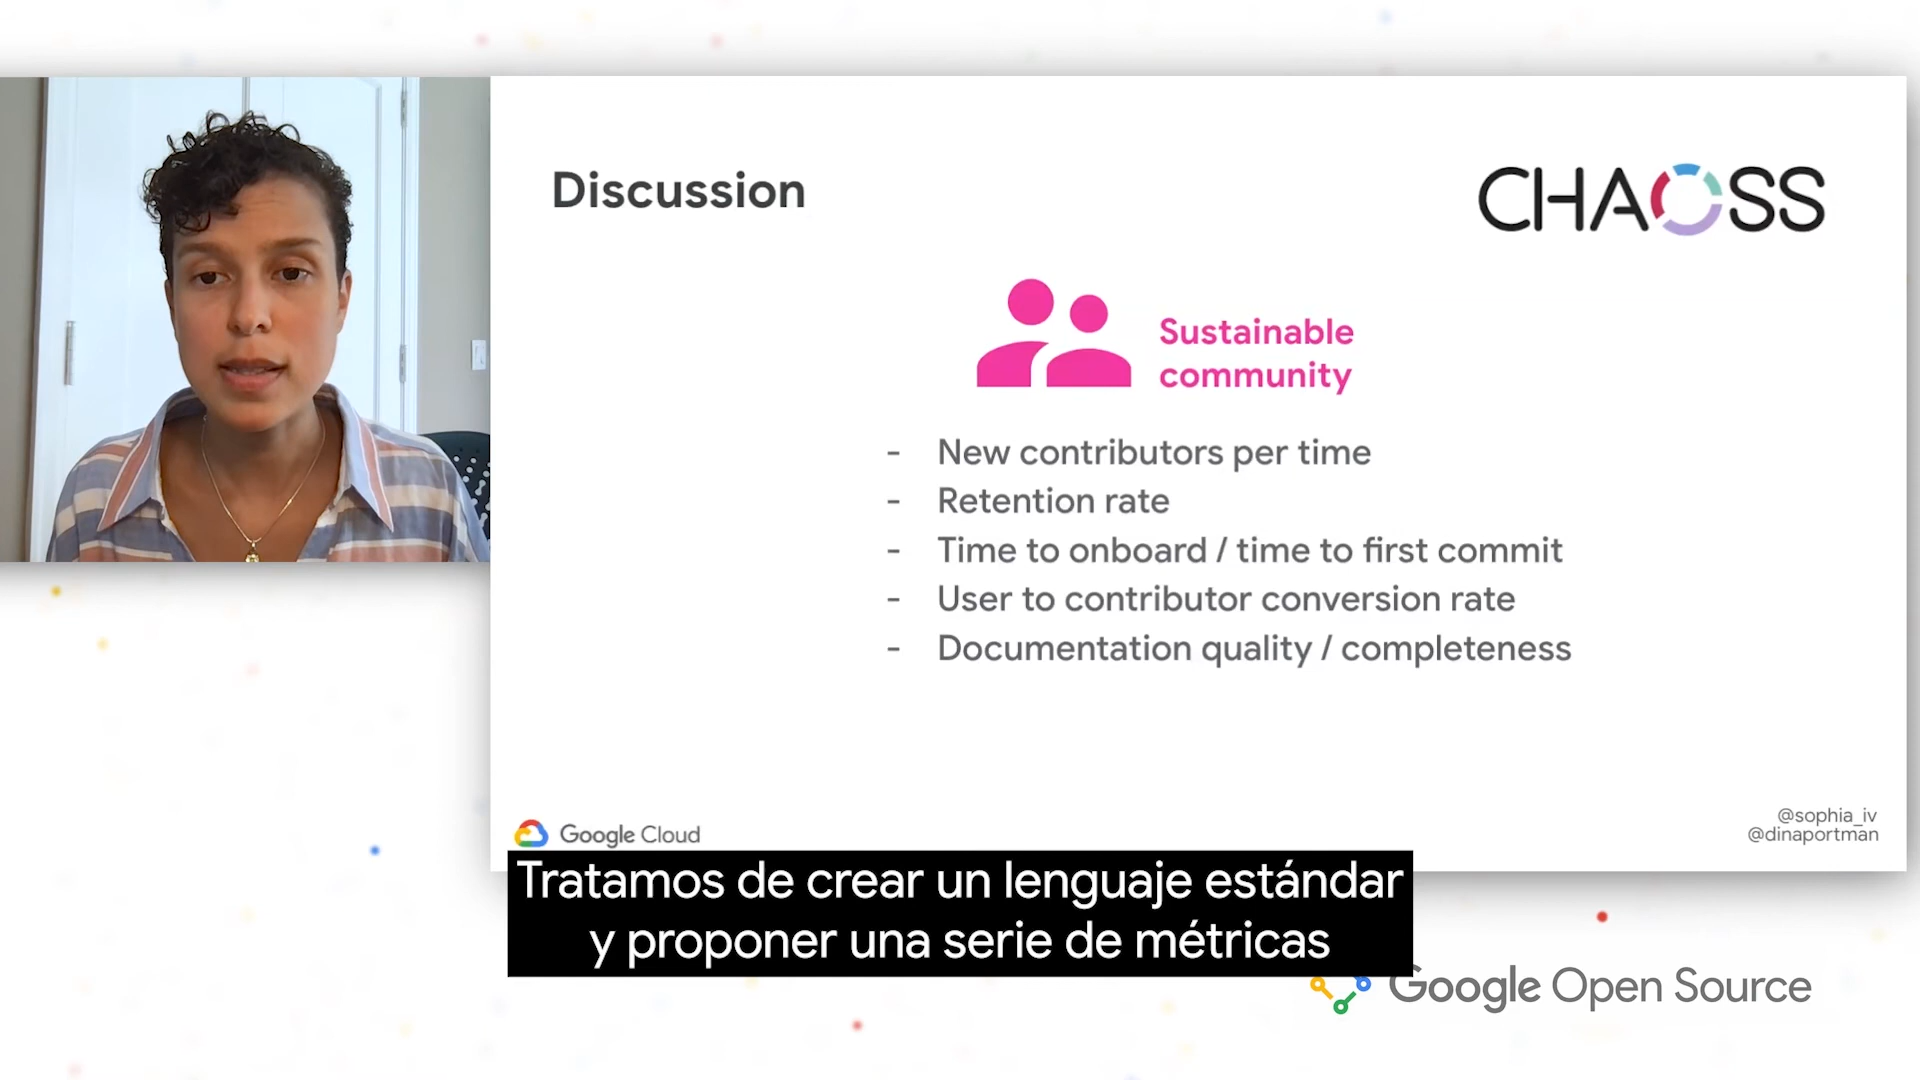 Discussion
CHAOSS
Sustainable
community
- New contributors per time
- Retention rate
- Time to onboard / time to first commit
- User to contributor conversion rate
- Documentation quality / completeness
Google Cloud
@sophia_iv
@dinaportman
Tratamos de crear un lenguaje estándar
y proponer una serie de métricas
Google Open Source